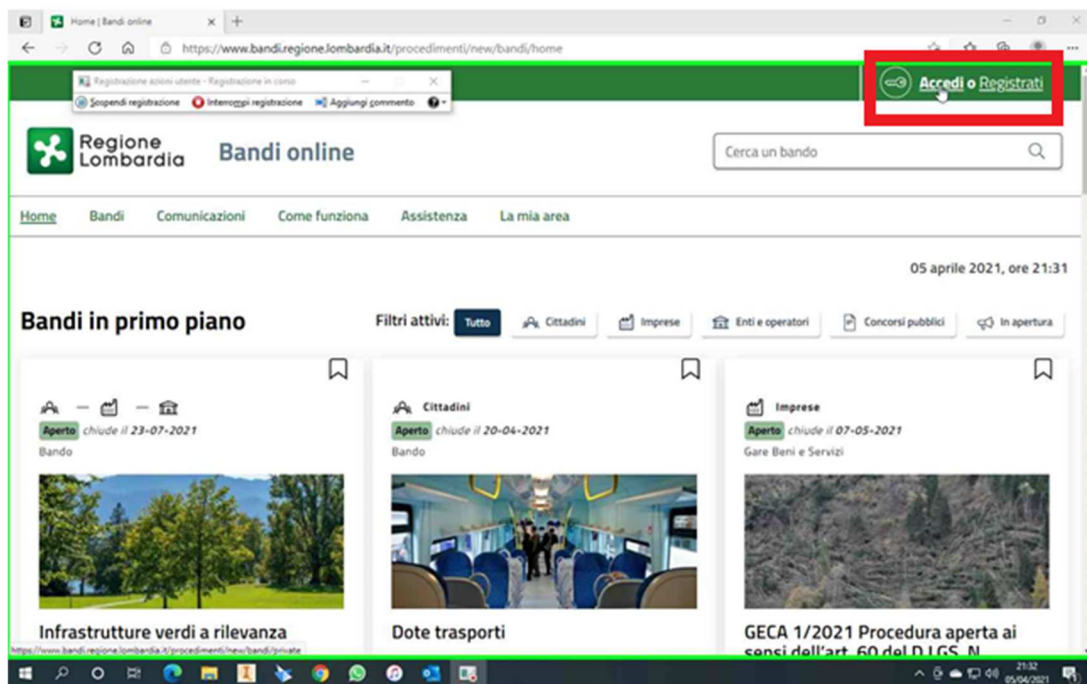 Home | Bandi online
https://www.bandi.regione.lombardia.it/procedimenti/new/bandi/home
Registrazione azioni utente - Registrazione in corso
Sospendi registrazione Interrompi registrazione Aggiungi commento
Accedi o Registrati
Regione
Lombardia
Bandi online
Cerca un bando
Home Bandi Comunicazioni Come funziona Assistenza La mia area
05 aprile 2021, ore 21:31
Bandi in primo piano
Filtri attivi: Tutto Cittadini Imprese Enti e operatori Concorsi pubblici In apertura
Aperto chiude il 23-07-2021
Bando
Infrastrutture verdi a rilevanza
Cittadini
Aperto chiude il 20-04-2021
Bando
Dote trasporti
Imprese
Aperto chiude il 07-05-2021
Gare Beni e Servizi
GECA 1/2021 Procedura aperta ai
sensi dell'art. 60 del D.LGS. N.
https://www.bandi.regione.lombardia.it/procedimenti/new/bandi/private
21:32
05/04/2021